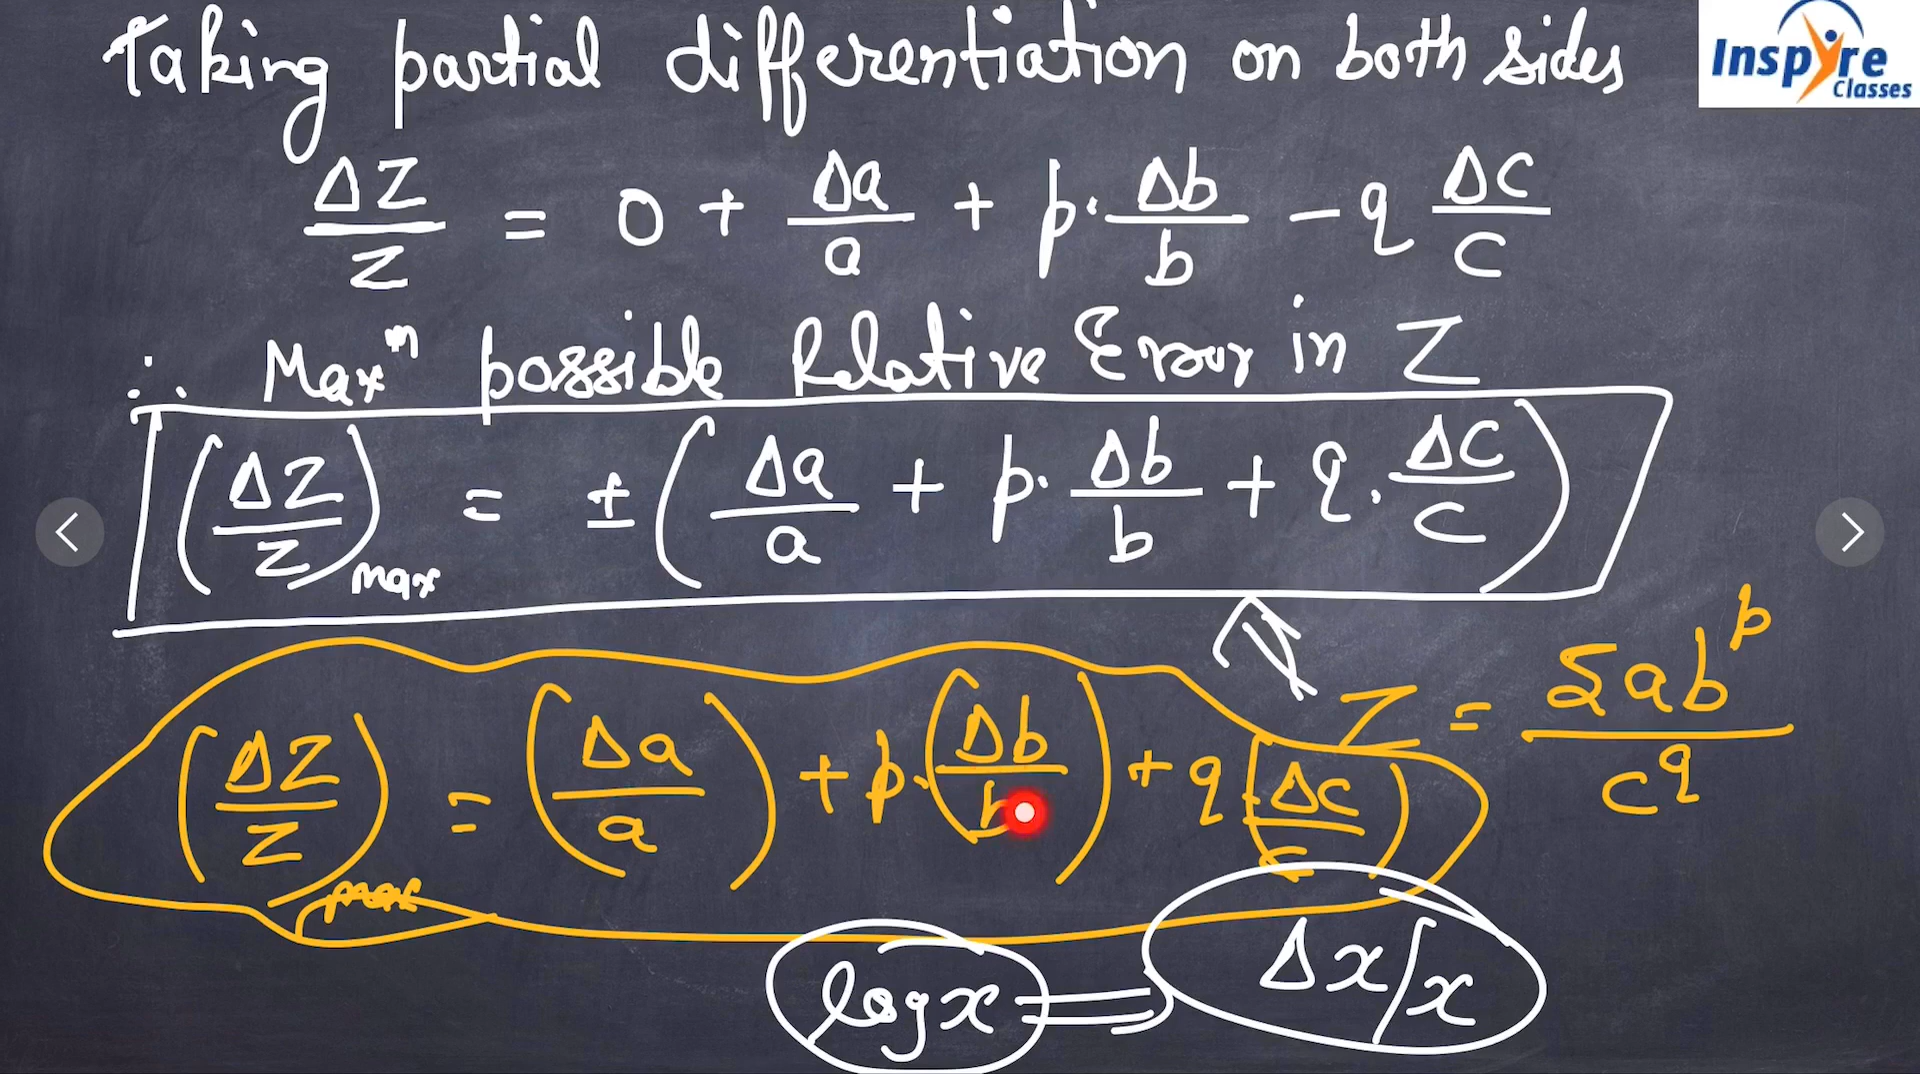 Taking partial differentiation on both sides
Inspyre
Classes
ΔZ/Z = 0 + Δa/a + p·Δb/b − q Δc/c
∴ Maxᵐ possible Relative Error in Z
(ΔZ/Z)max = ± (Δa/a + p·Δb/b + q·Δc/c)
Z = 5ab^p/c^q
(ΔZ/Z)max = (Δa/a) + p·(Δb/b) + q·(Δc/c)
log x ⇒ Δx/x